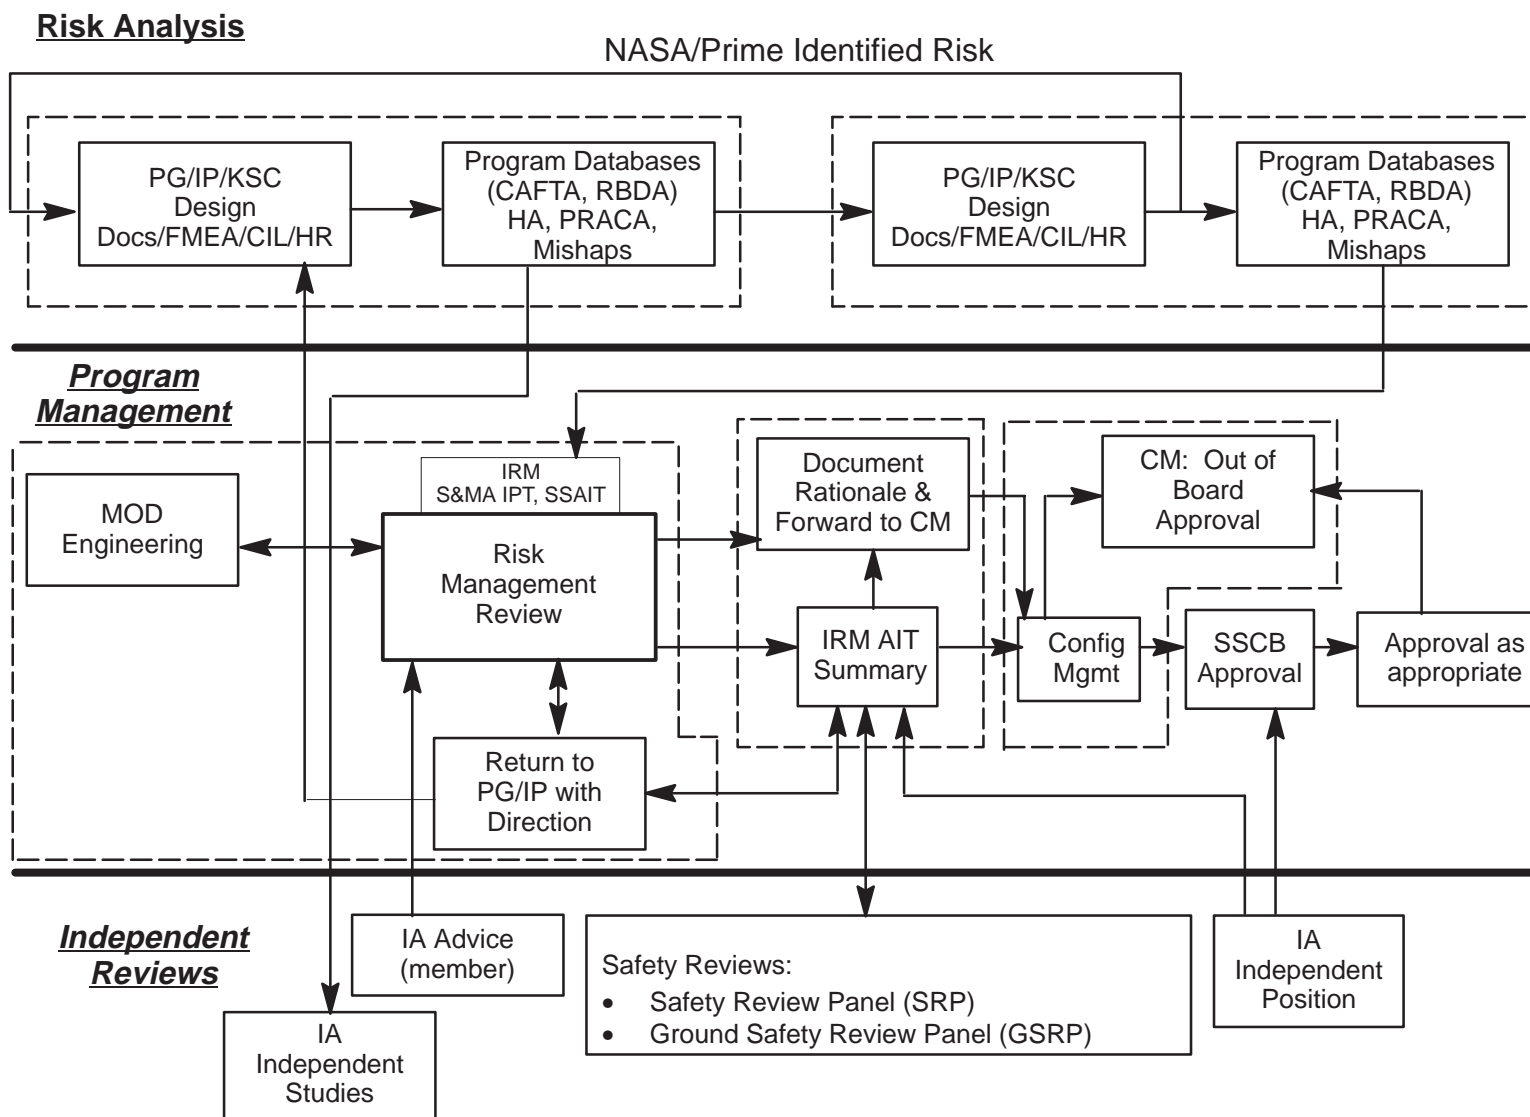 Risk Analysis
NASA/Prime Identified Risk
PG/IP/KSC
Design
Docs/FMEA/CIL/HR
Program Databases
(CAFTA, RBDA)
HA, PRACA,
Mishaps
PG/IP/KSC
Design
Docs/FMEA/CIL/HR
Program Databases
(CAFTA, RBDA)
HA, PRACA,
Mishaps
Program
Management
MOD
Engineering
IRM
S&MA IPT, SSAIT
Risk
Management
Review
Document
Rationale &
Forward to CM
CM: Out of
Board
Approval
IRM AIT
Summary
Config
Mgmt
SSCB
Approval
Approval as
appropriate
Return to
PG/IP with
Direction
Independent
Reviews
IA Advice
(member)
IA
Independent
Studies
Safety Reviews:
• Safety Review Panel (SRP)
• Ground Safety Review Panel (GSRP)
IA
Independent
Position